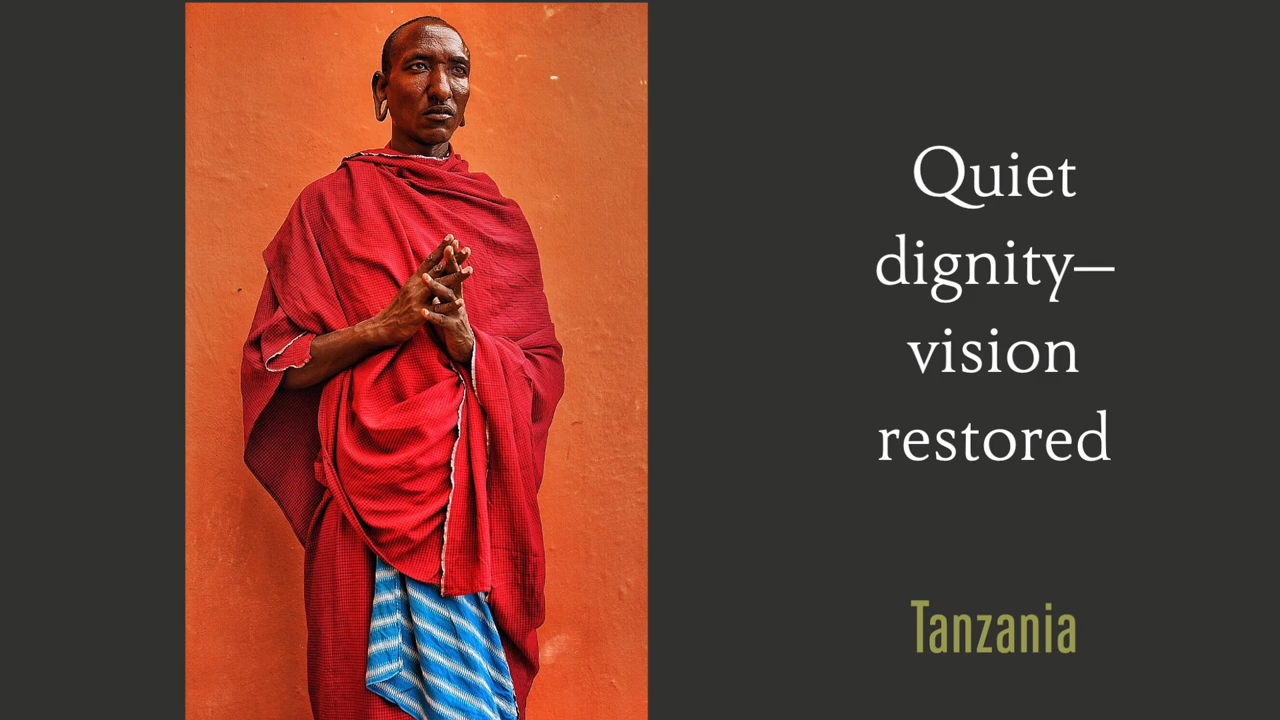 Quiet
dignity—
vision
restored
Tanzania